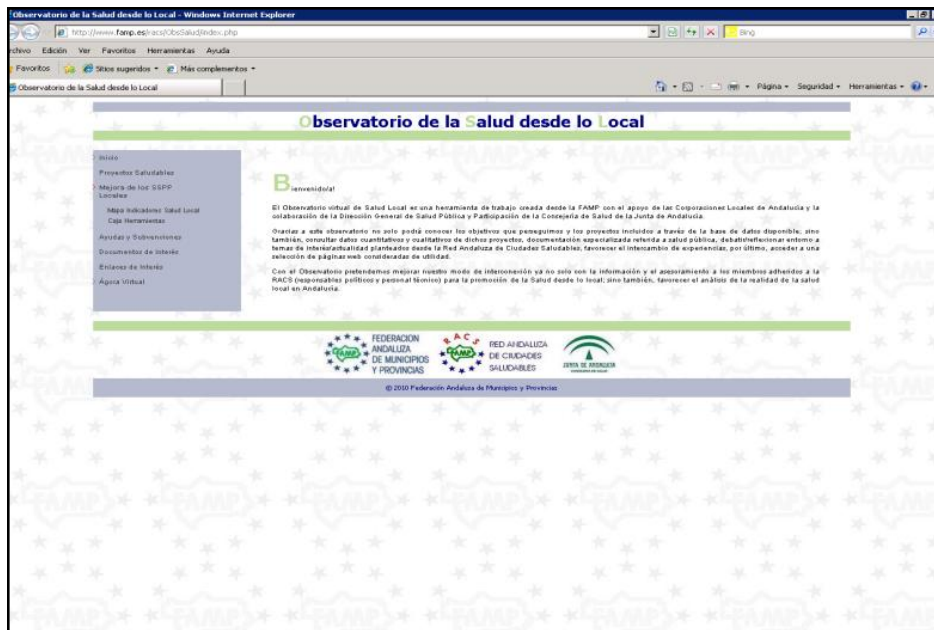 Observatorio de la Salud desde lo Local - Windows Internet Explorer
http://www.famp.es/racs/ObsSalud/index.php
Bing
rchivo Edición Ver Favoritos Herramientas Ayuda
Favoritos Sitios sugeridos Más complementos
Observatorio de la Salud desde lo Local
Página Seguridad Herramientas
Observatorio de la Salud desde lo Local
Inicio
Proyectos Saludables
Mejora de los SSPP
Locales
Mapa Indicadores Salud Local
Caja Herramientas
Ayudas y Subvenciones
Documentos de Interés
Enlaces de Interés
Ágora Virtual
Bienvenido/a!
El Observatorio virtual de Salud Local es una herramienta de trabajo creada desde la FAMP con el apoyo de las Corporaciones Locales de Andalucía y la
colaboración de la Dirección General de Salud Pública y Participación de la Consejería de Salud de la Junta de Andalucía.
Gracias a este observatorio no solo podrá conocer los objetivos que perseguimos y los proyectos incluidos a través de la base de datos disponible; sino
también, consultar datos cuantitativos y cualitativos de dichos proyectos, documentación especializada referida a salud pública, debatir/reflexionar entorno a
temas de interés/actualidad planteados desde la Red Andaluza de Ciudades Saludables, favorecer el intercambio de experiencias, por último, acceder a una
selección de páginas web consideradas de utilidad.
Con el Observatorio pretendemos mejorar nuestro modo de interconexión ya no solo con la información y el asesoramiento a los miembros adheridos a la
RACS (responsables políticos y personal técnico) para la promoción de la Salud desde lo local; sino también, favorecer el análisis de la realidad de la salud
local en Andalucía.
FAMP
FEDERACION
ANDALUZA
DE MUNICIPIOS
Y PROVINCIAS
RACS
FAMP
RED ANDALUZA
DE CIUDADES
SALUDABLES
JUNTA DE ANDALUCIA
© 2010 Federación Andaluza de Municipios y Provincias